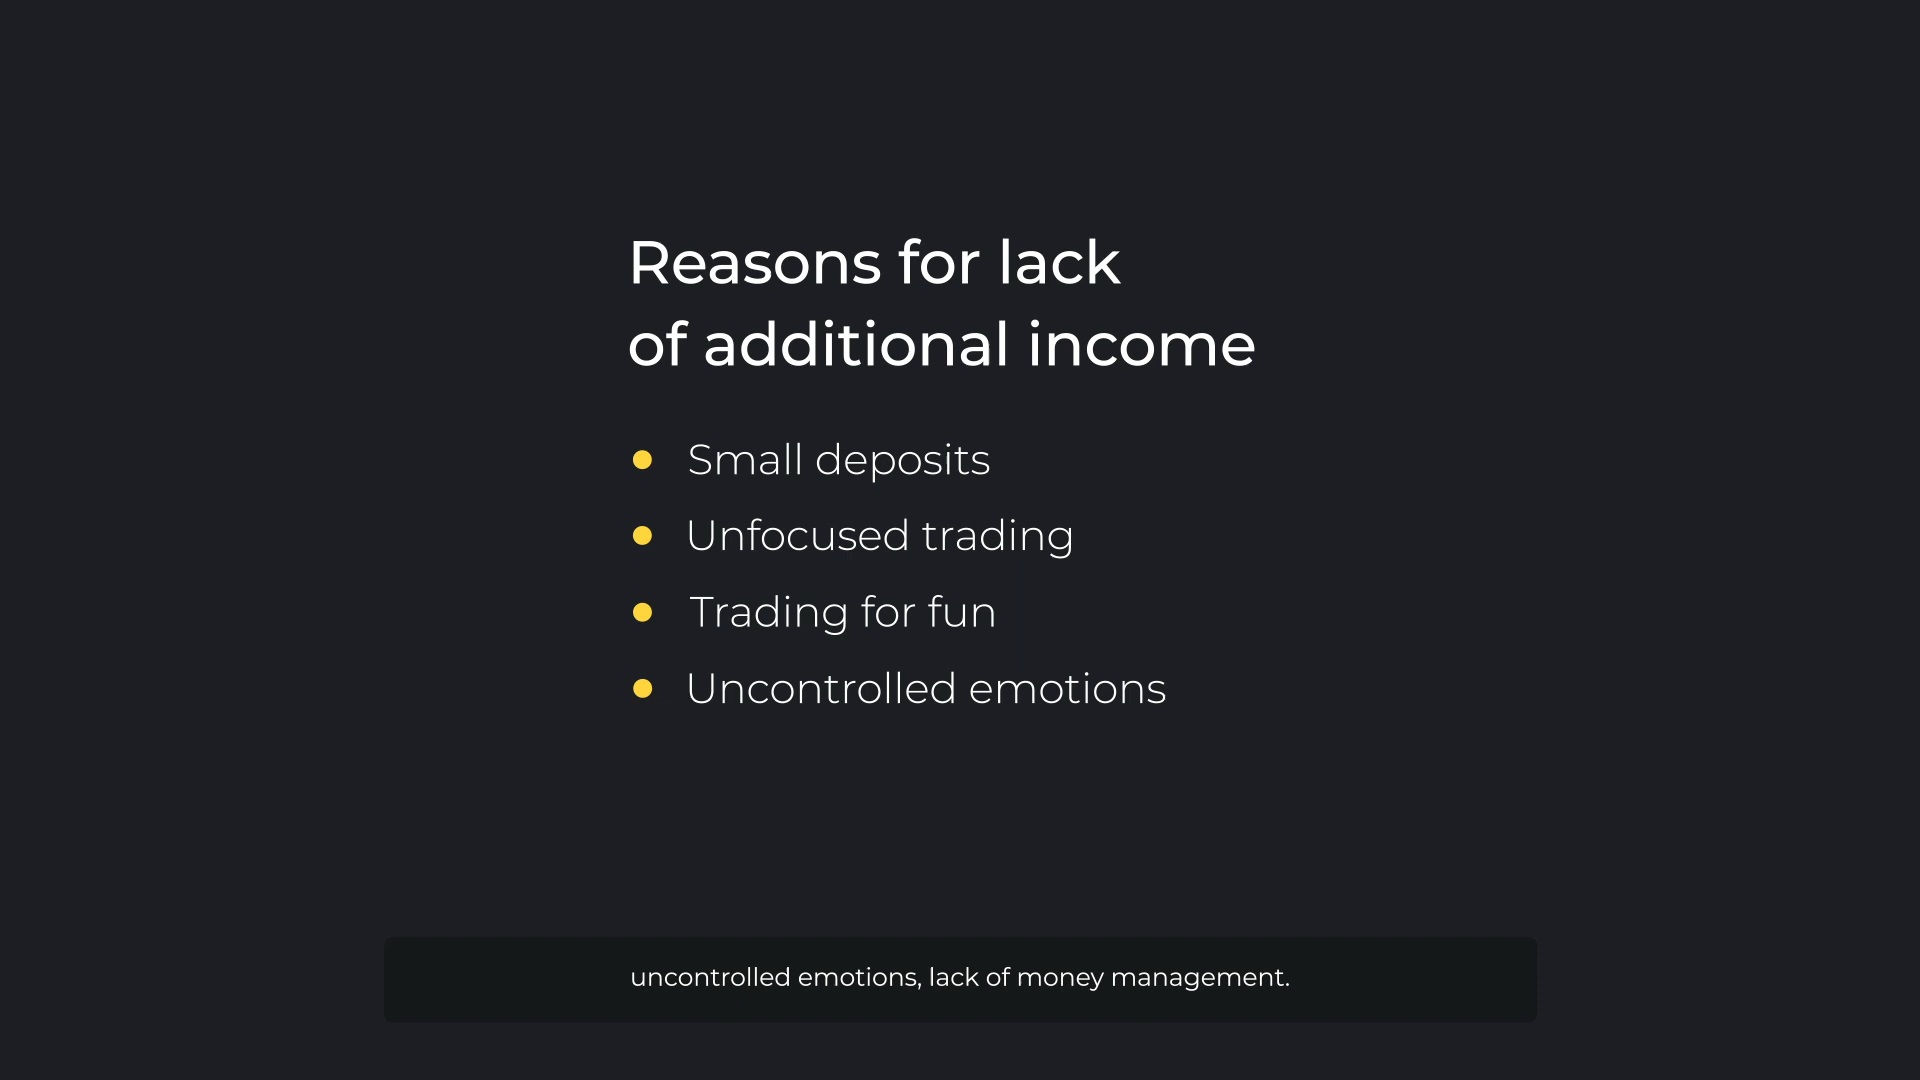 Reasons for lack
of additional income
Small deposits
Unfocused trading
Trading for fun
Uncontrolled emotions
uncontrolled emotions, lack of money management.